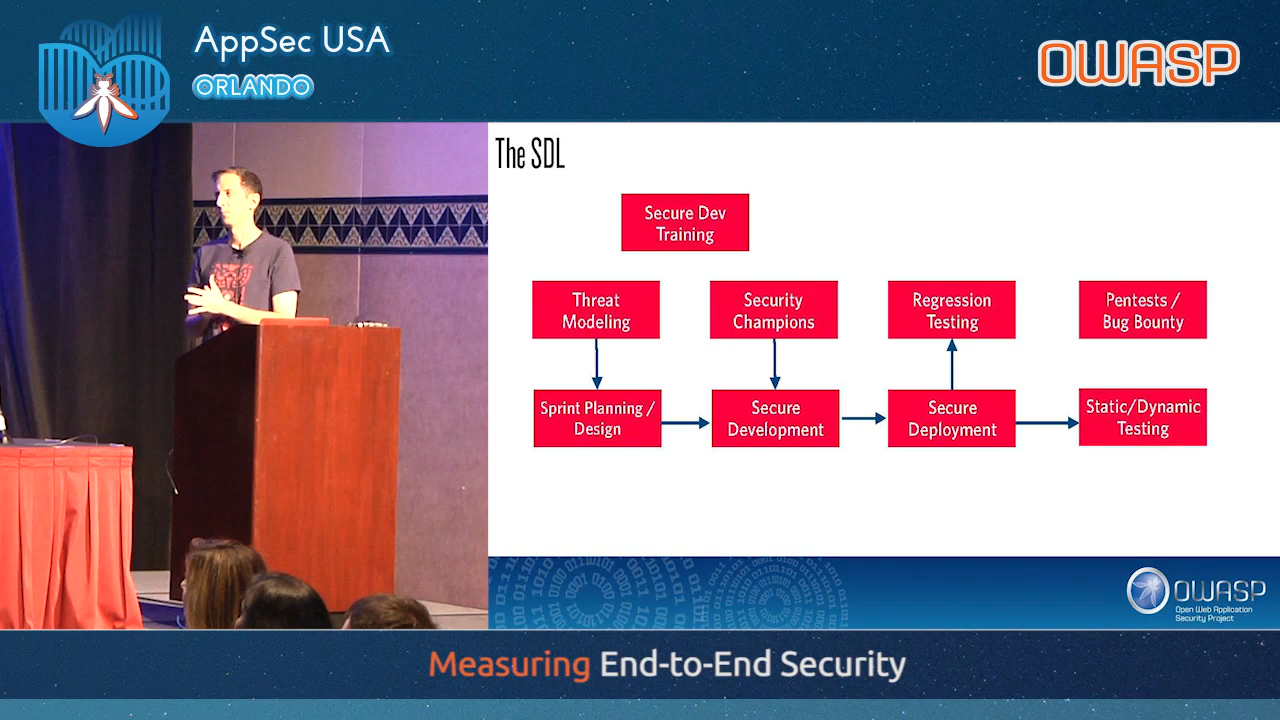 AppSec USA
ORLANDO
OWASP
The SDL
Secure Dev
Training
Threat
Modeling
Security
Champions
Regression
Testing
Pentests /
Bug Bounty
Sprint Planning /
Design
Secure
Development
Secure
Deployment
Static/Dynamic
Testing
OWASP
Open Web Application
Security Project
Measuring End-to-End Security